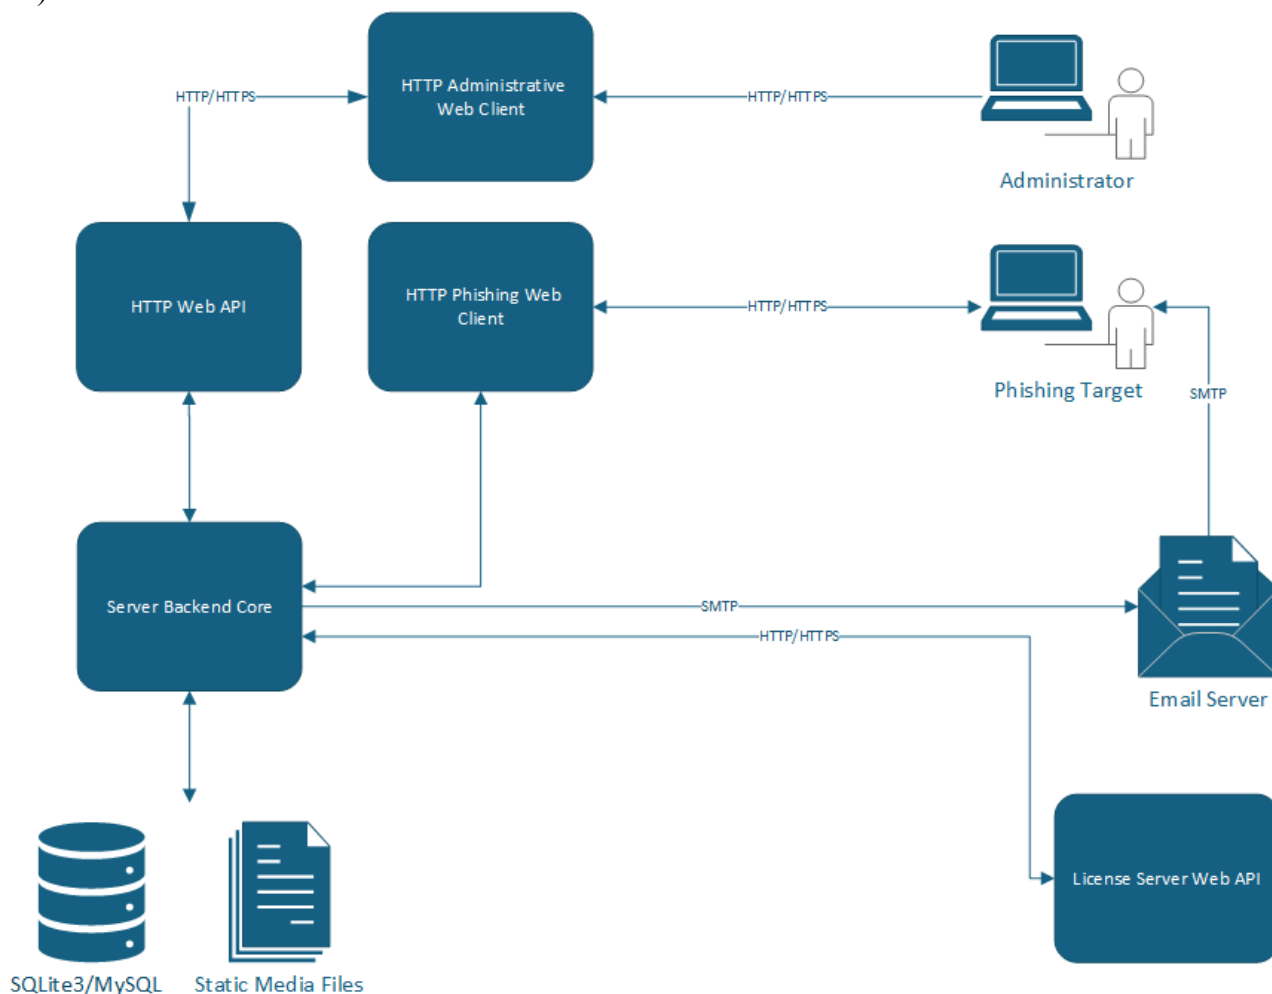 )
HTTP Administrative
Web Client
HTTP/HTTPS
HTTP/HTTPS
Administrator
HTTP Web API
HTTP Phishing Web
Client
HTTP/HTTPS
Phishing Target
SMTP
Server Backend Core
SMTP
HTTP/HTTPS
Email Server
License Server Web API
SQLite3/MySQL
Static Media Files